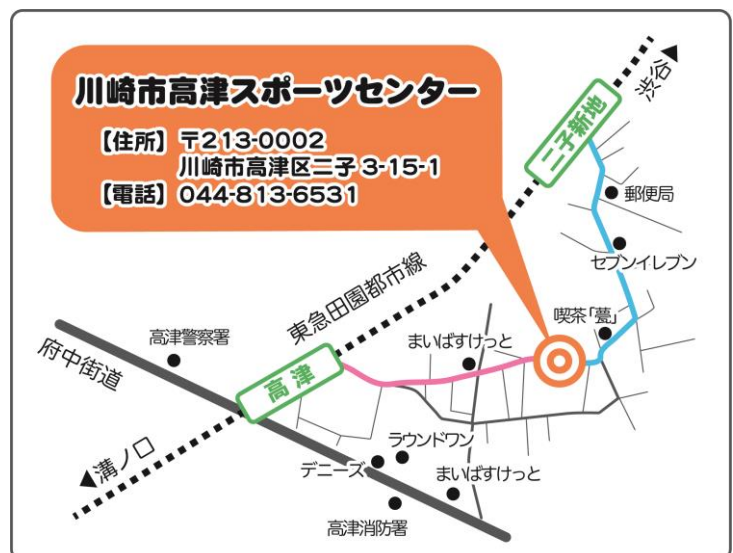 川崎市高津スポーツセンター
【住所】〒213-0002
川崎市高津区二子3-15-1
【電話】044-813-6531
渋谷
二子新地
郵便局
セブンイレブン
喫茶「甍」
東急田園都市線
まいばすけっと
高津警察署
府中街道
高津
溝ノ口
ラウンドワン
デニーズ
まいばすけっと
高津消防署